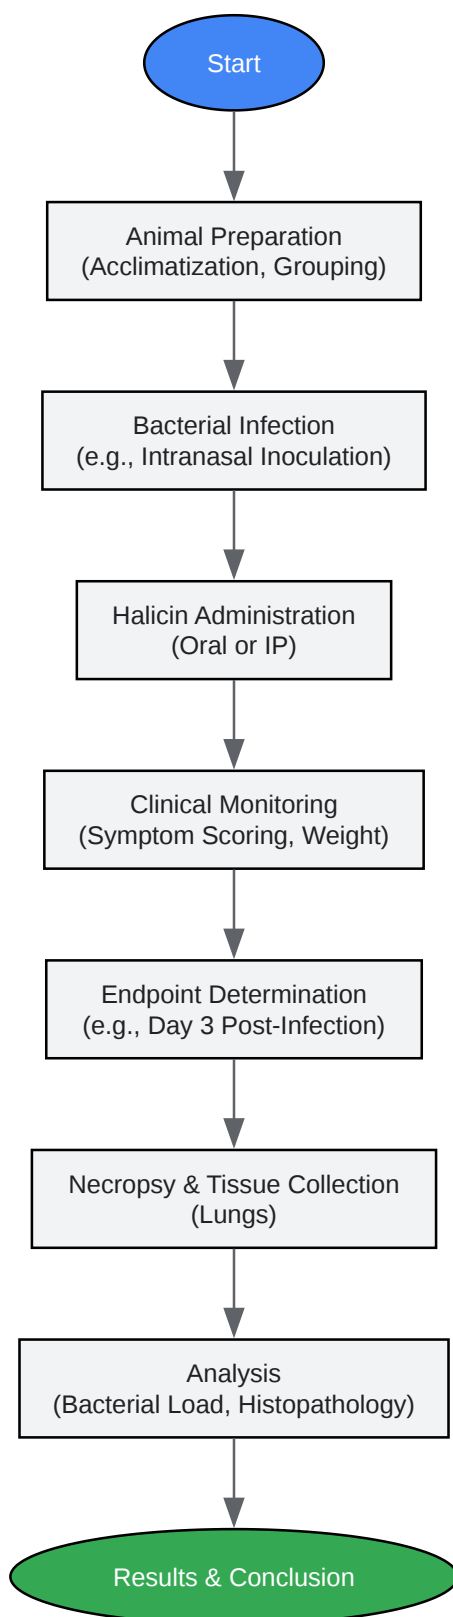 Start
Animal Preparation
(Acclimatization, Grouping)
Bacterial Infection
(e.g., Intranasal Inoculation)
Halicin Administration
(Oral or IP)
Clinical Monitoring
(Symptom Scoring, Weight)
Endpoint Determination
(e.g., Day 3 Post-Infection)
Necropsy & Tissue Collection
(Lungs)
Analysis
(Bacterial Load, Histopathology)
Results & Conclusion